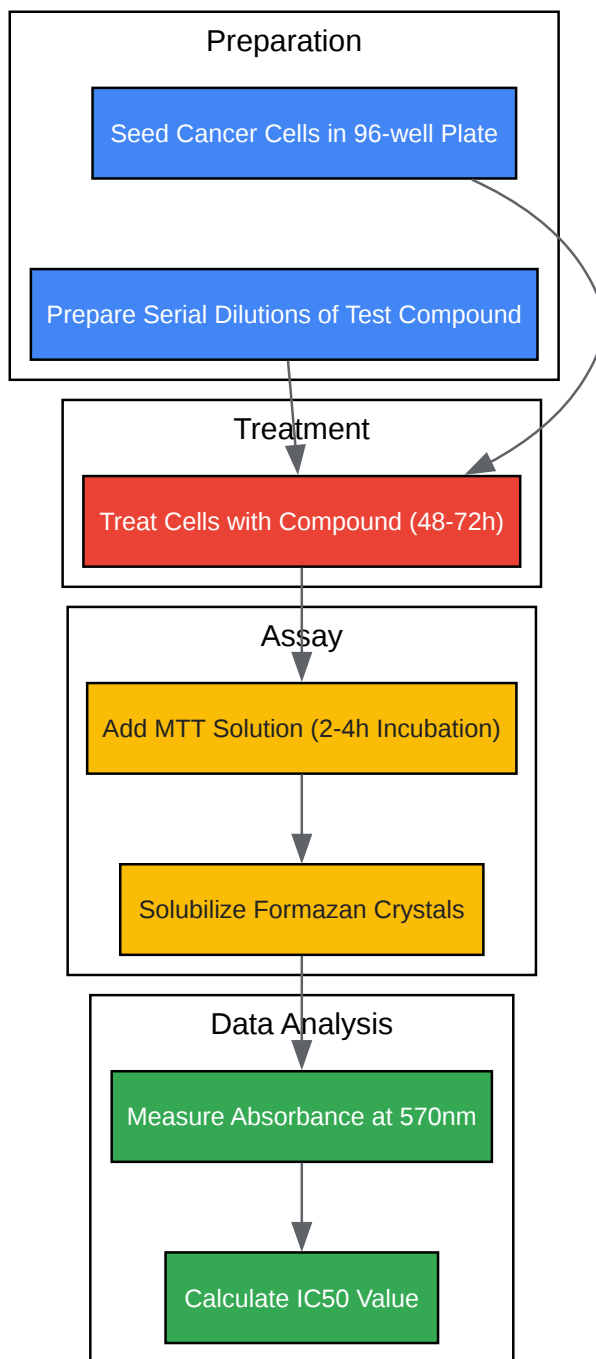 Preparation
Seed Cancer Cells in 96-well Plate
Prepare Serial Dilutions of Test Compound
Treatment
Treat Cells with Compound (48-72h)
Assay
Add MTT Solution (2-4h Incubation)
Solubilize Formazan Crystals
Data Analysis
Measure Absorbance at 570nm
Calculate IC50 Value